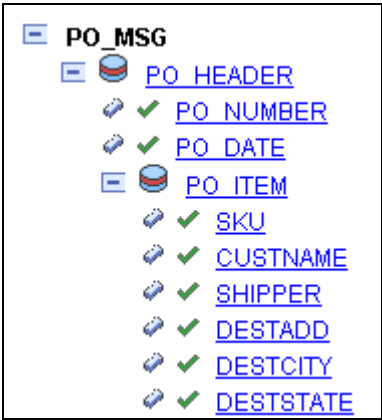 PO_MSG
PO_HEADER
PO_NUMBER
PO_DATE
PO_ITEM
SKU
CUSTNAME
SHIPPER
DESTADD
DESTCITY
DESTSTATE